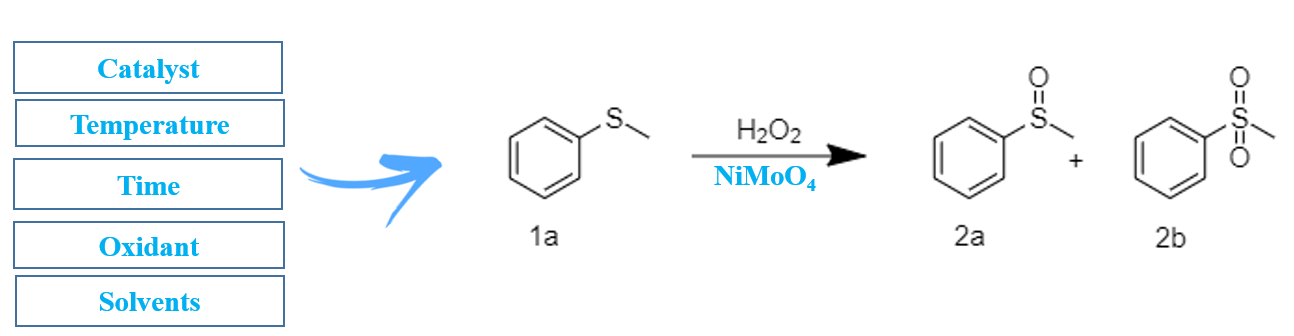 Catalyst
Temperature
Time
Oxidant
Solvents
H₂O₂
NiMoO₄
S
O
S
+
O
S
O
1a
2a
2b